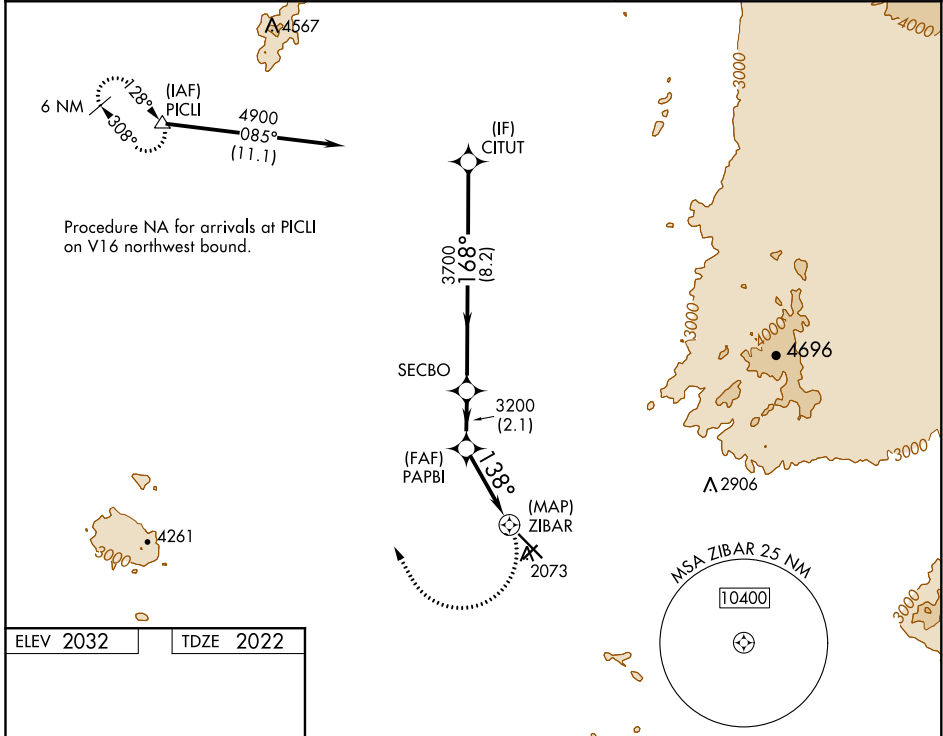 4567
4000
3000
6 NM
128°
308°
(IAF)
PICLI
4900
085°
(11.1)
(IF)
CITUT
Procedure NA for arrivals at PICLI
on V16 northwest bound.
3700
168°
(8.2)
3000
4000
4696
SECBO
3200
(2.1)
(FAF)
PAPBI
138°
3000
2906
(MAP)
ZIBAR
2073
4261
3000
MSA ZIBAR 25 NM
10400
3000
ELEV 2032
TDZE 2022